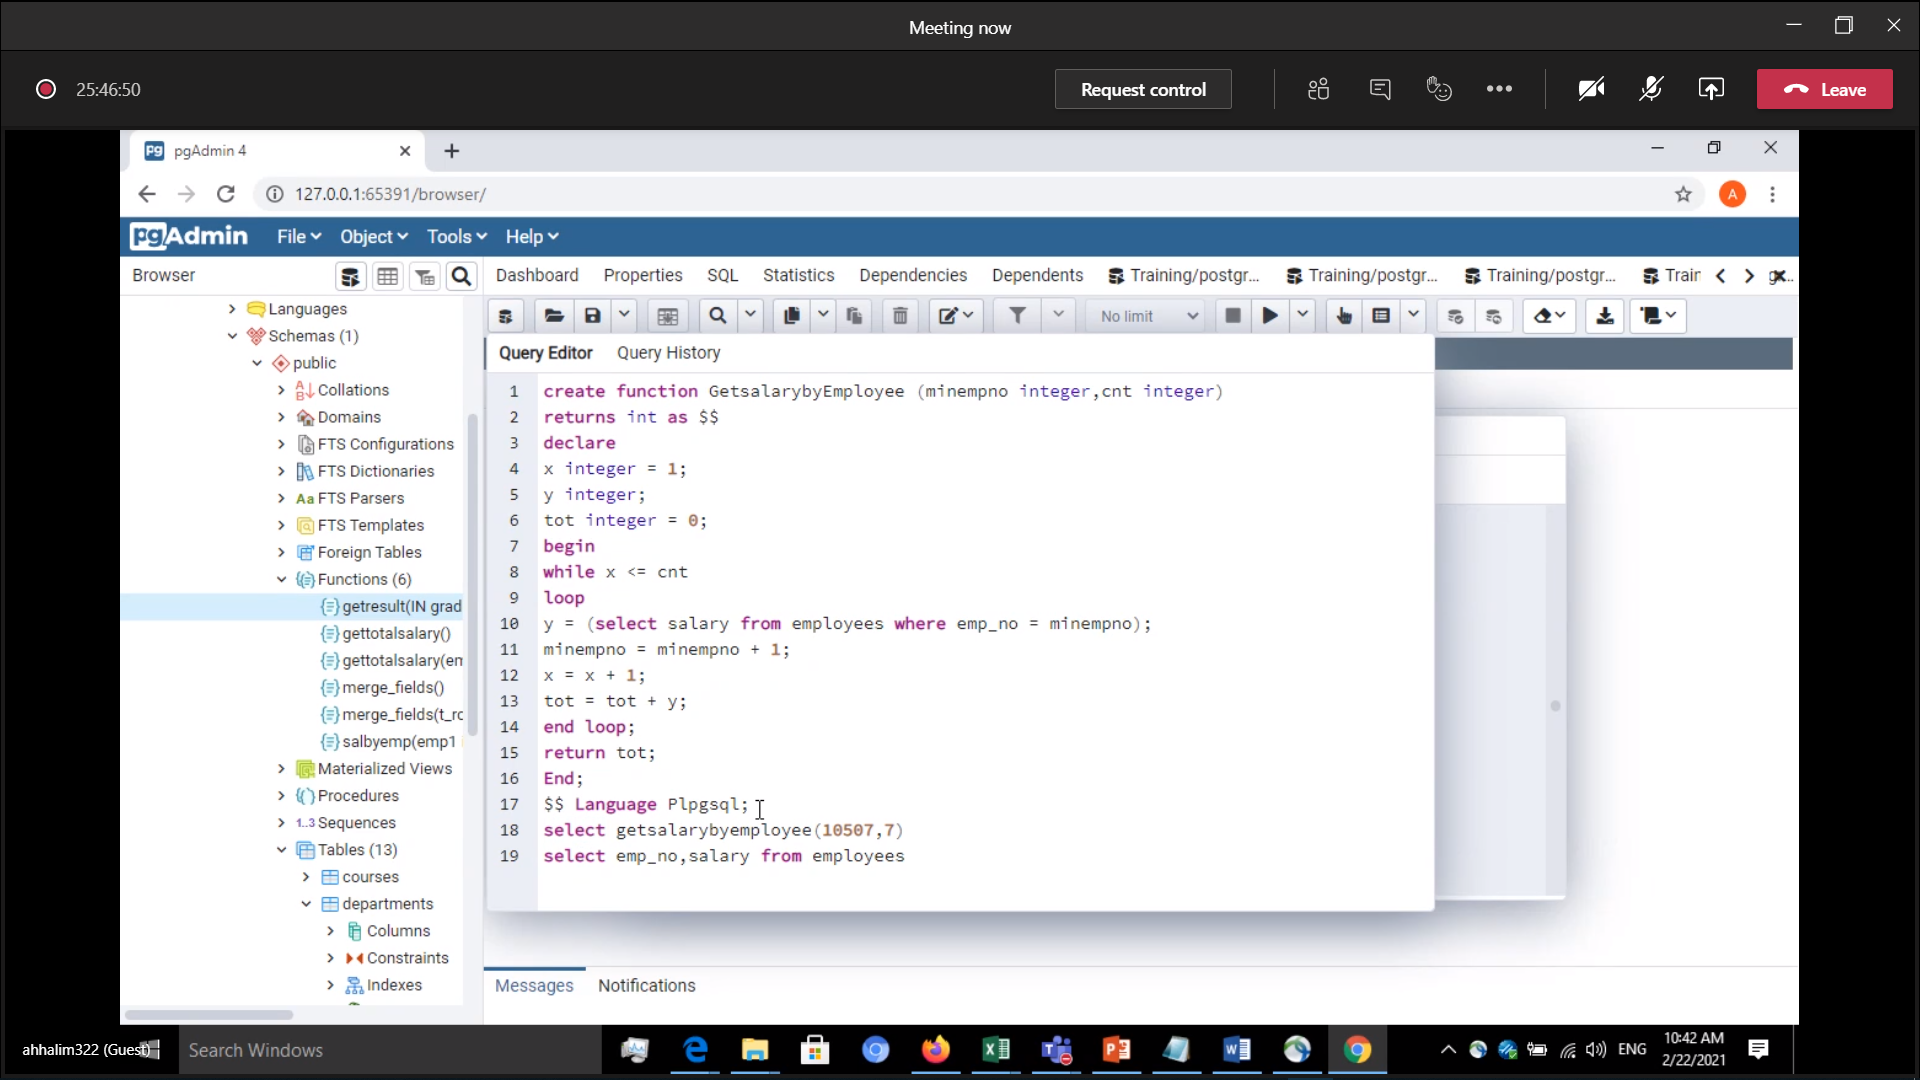 Meeting now
25:46:50
Request control
Leave
pgAdmin 4
127.0.0.1:65391/browser/
A
pgAdmin File Object Tools Help
Browser
Dashboard Properties SQL Statistics Dependencies Dependents Training/postgr... Training/postgr... Training/postgr... Train
No limit
Languages
Schemas (1)
public
Collations
Domains
FTS Configurations
FTS Dictionaries
Aa FTS Parsers
FTS Templates
Foreign Tables
Functions (6)
getresult(IN grad
gettotalsalary()
gettotalsalary(em
merge_fields()
merge_fields(t_ro
salbyemp(emp1
Materialized Views
Procedures
1..3 Sequences
Tables (13)
courses
departments
Columns
Constraints
Indexes
Query Editor Query History
1 create function GetsalarybyEmployee (minempno integer,cnt integer)
2 returns int as $$
3 declare
4 x integer = 1;
5 y integer;
6 tot integer = 0;
7 begin
8 while x <= cnt
9 loop
10 y = (select salary from employees where emp_no = minempno);
11 minempno = minempno + 1;
12 x = x + 1;
13 tot = tot + y;
14 end loop;
15 return tot;
16 End;
17 $$ Language Plpgsql;
18 select getsalarybyemployee(10507,7)
19 select emp_no,salary from employees
Messages Notifications
ahhalim322 (Guest)
Search Windows
ENG
10:42 AM
2/22/2021